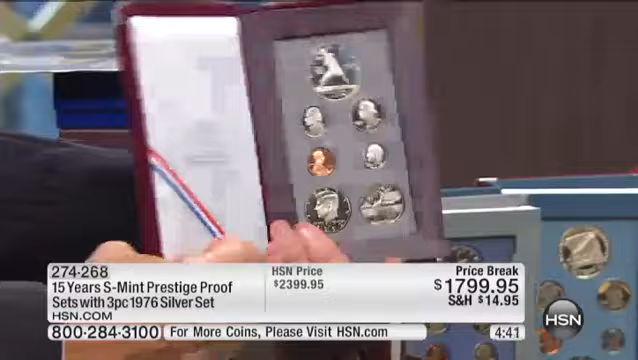 274-268
15 Years S-Mint Prestige Proof
Sets with 3pc 1976 Silver Set
HSN.COM
HSN Price
$2399.95
Price Break
$1799.95
S&H $14.95
HSN
800-284-3100
For More Coins, Please Visit HSN.com
4:41